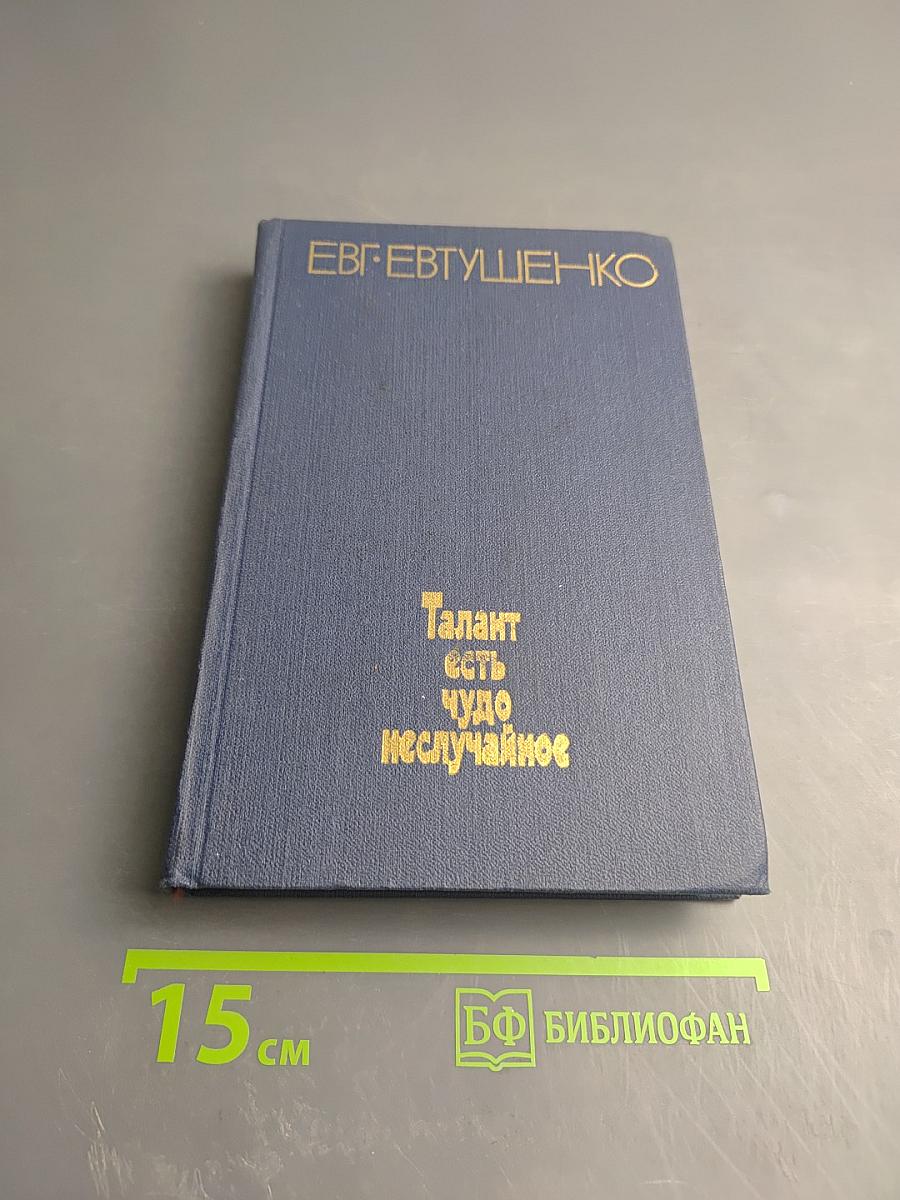 ЕВГ·ЕВТУШЕНКО
Талант
есть
чудо
неслучайное
15 см
БФ БИБЛИОФАН